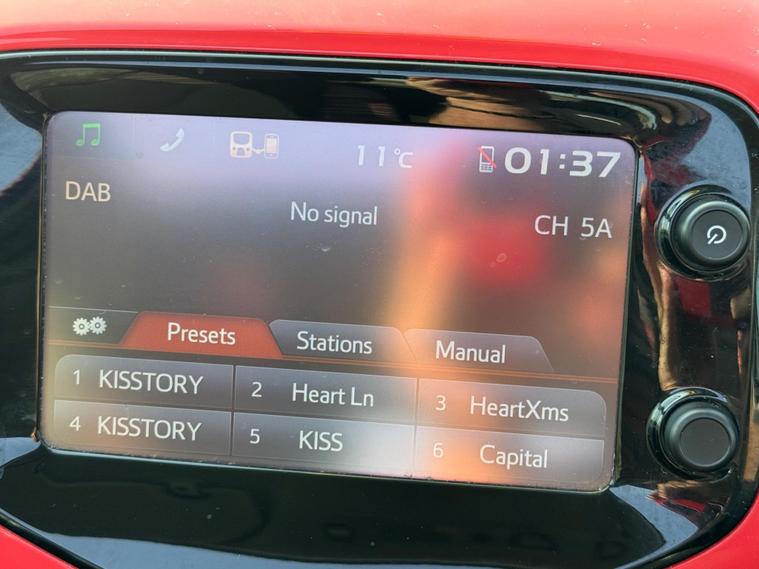 11°C 01:37
DAB
No signal
CH 5A
Presets Stations Manual
1 KISSTORY 2 Heart Ln 3 HeartXms
4 KISSTORY 5 KISS 6 Capital